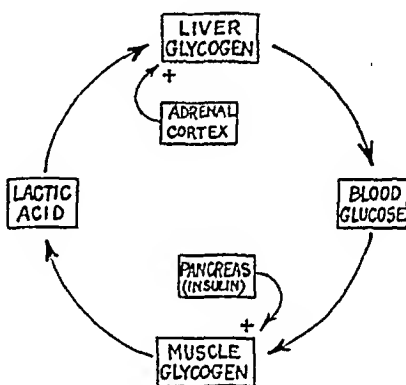 LIVER
GLYCOGEN
+
ADRENAL
CORTEX
LACTIC
ACID
BLOOD
GLUCOSE
PANCREAS
(INSULIN)
+
MUSCLE
GLYCOGEN